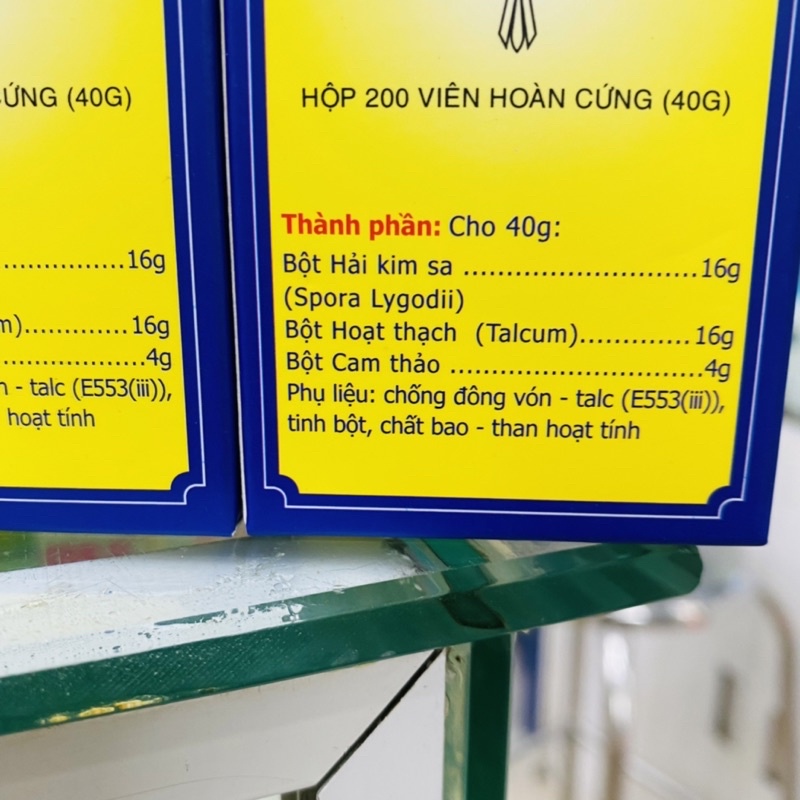 CỨNG (40G)
...............16g
m)............16g
.................4g
n - talc (E553(iii)),
hoạt tính
HỘP 200 VIÊN HOÀN CỨNG (40G)
Thành phần: Cho 40g:
Bột Hải kim sa ............................16g
(Spora Lygodii)
Bột Hoạt thạch (Talcum).............16g
Bột Cam thảo ..............................4g
Phụ liệu: chống đông vón - talc (E553(iii)),
tinh bột, chất bao - than hoạt tính